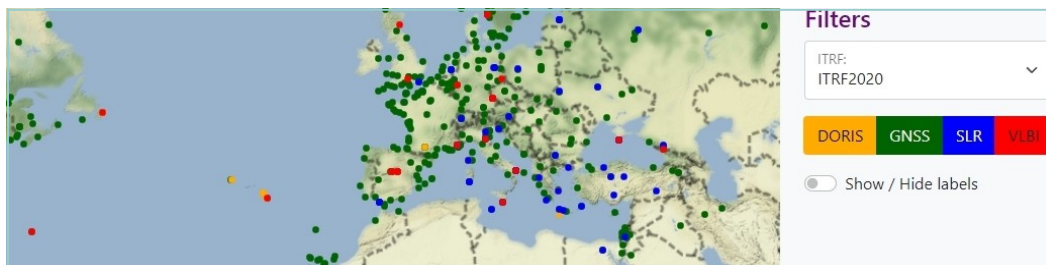 Filters
ITRF:
ITRF2020
DORIS GNSS SLR VLBI
Show / Hide labels